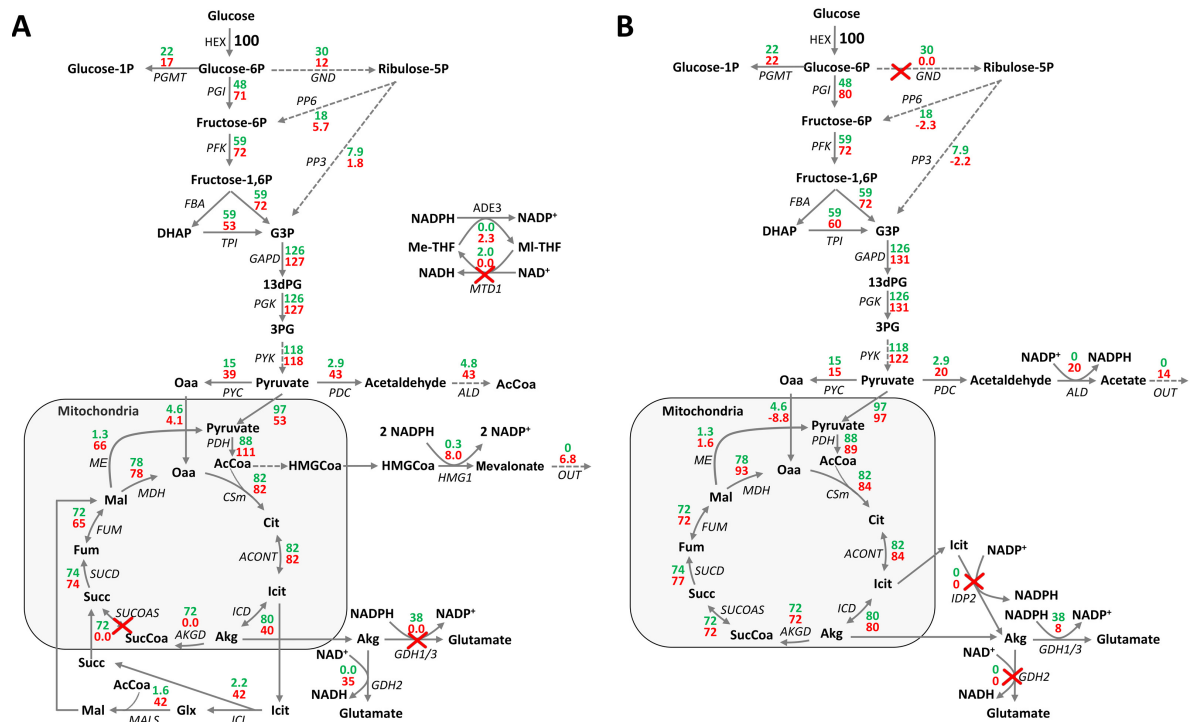 A
Glucose
HEX 100
22
17
PGMT
Glucose-1P
Glucose-6P
30
12
GND
Ribulose-5P
PGI
48
71
PP6
18
5.7
Fructose-6P
PFK
59
72
PP3
7.9
1.8
Fructose-1,6P
FBA
59
72
59
53
DHAP
TPI
G3P
GAPD
126
127
13dPG
PGK
126
127
3PG
PYK
118
118
NADPH
ADE3
NADP+
0.0
2.3
Me-THF
2.0
0.0
Ml-THF
NADH
NAD+
MTD1
Oaa
15
39
PYC
Pyruvate
2.9
43
PDC
Acetaldehyde
4.8
43
ALD
AcCoa
Mitochondria
4.6
4.1
97
53
1.3
66
ME
Pyruvate
PDH
88
111
78
78
MDH
Oaa
AcCoa
HMGCoa
HMGCoa
2 NADPH
0.3
8.0
2 NADP+
HMG1
Mevalonate
0
6.8
OUT
82
82
CSm
Mal
Cit
72
65
FUM
ACONT
82
82
Fum
74
74
SUCD
Succ
Icit
SUCOAS
72
0.0
SucCoa
72
0.0
AKGD
Akg
ICD
80
40
NADPH
38
0.0
NADP+
Akg
GDH1/3
Glutamate
NAD+
0.0
35
GDH2
NADH
Glutamate
Succ
AcCoa
1.6
42
2.2
42
Mal
MALS
Glx
ICL
Icit
B
Glucose
HEX 100
22
22
PGMT
Glucose-1P
Glucose-6P
30
0.0
GND
Ribulose-5P
PGI
48
80
PP6
18
-2.3
Fructose-6P
PFK
59
72
PP3
7.9
-2.2
Fructose-1,6P
FBA
59
72
59
60
DHAP
TPI
G3P
GAPD
126
131
13dPG
PGK
126
131
3PG
PYK
118
122
Oaa
15
15
PYC
Pyruvate
2.9
20
PDC
Acetaldehyde
NADP+
0
20
NADPH
ALD
Acetate
0
14
OUT
Mitochondria
4.6
-8.8
97
97
1.3
1.6
ME
Pyruvate
PDH
88
89
78
93
MDH
Oaa
AcCoa
82
84
CSm
Mal
Cit
72
72
FUM
ACONT
82
84
Fum
74
77
SUCD
Succ
Icit
SUCOAS
72
72
SucCoa
72
72
AKGD
Akg
ICD
80
80
Icit
NADP+
0
0
IDP2
NADPH
NADPH
38
8
NADP+
Akg
GDH1/3
Glutamate
NAD+
0
0
GDH2
NADH
Glutamate